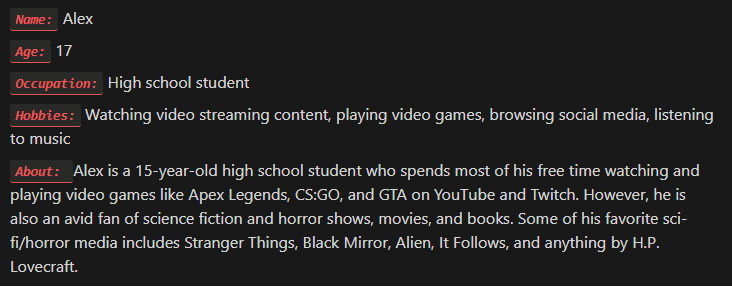 Name: Alex
Age: 17
Occupation: High school student
Hobbies: Watching video streaming content, playing video games, browsing social media, listening
to music
About: Alex is a 15-year-old high school student who spends most of his free time watching and
playing video games like Apex Legends, CS:GO, and GTA on YouTube and Twitch. However, he is
also an avid fan of science fiction and horror shows, movies, and books. Some of his favorite sci-
fi/horror media includes Stranger Things, Black Mirror, Alien, It Follows, and anything by H.P.
Lovecraft.